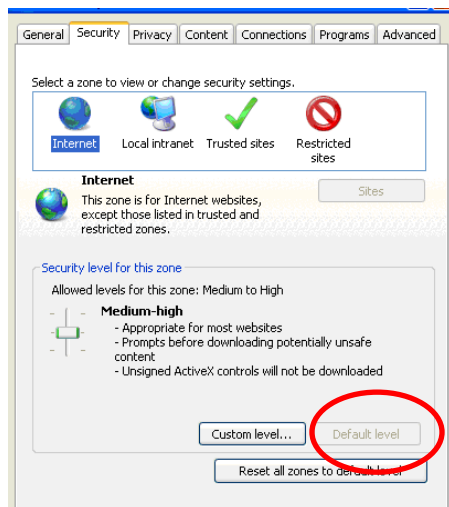 General Security Privacy Content Connections Programs Advanced
Select a zone to view or change security settings.
Internet Local intranet Trusted sites Restricted
sites
Internet
Sites
This zone is for Internet websites,
except those listed in trusted and
restricted zones.
Security level for this zone
Allowed levels for this zone: Medium to High
Medium-high
- Appropriate for most websites
- Prompts before downloading potentially unsafe
content
- Unsigned ActiveX controls will not be downloaded
Custom level... Default level
Reset all zones to default level